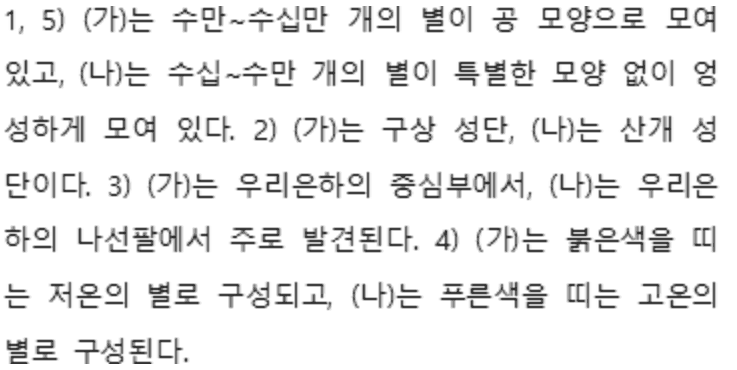 1, 5) (가)는 수만~수십만 개의 별이 공 모양으로 모여
있고, (나)는 수십~수만 개의 별이 특별한 모양 없이 엉
성하게 모여 있다. 2) (가)는 구상 성단, (나)는 산개 성
단이다. 3) (가)는 우리은하의 중심부에서, (나)는 우리은
하의 나선팔에서 주로 발견된다. 4) (가)는 붉은색을 띠
는 저온의 별로 구성되고, (나)는 푸른색을 띠는 고온의
별로 구성된다.